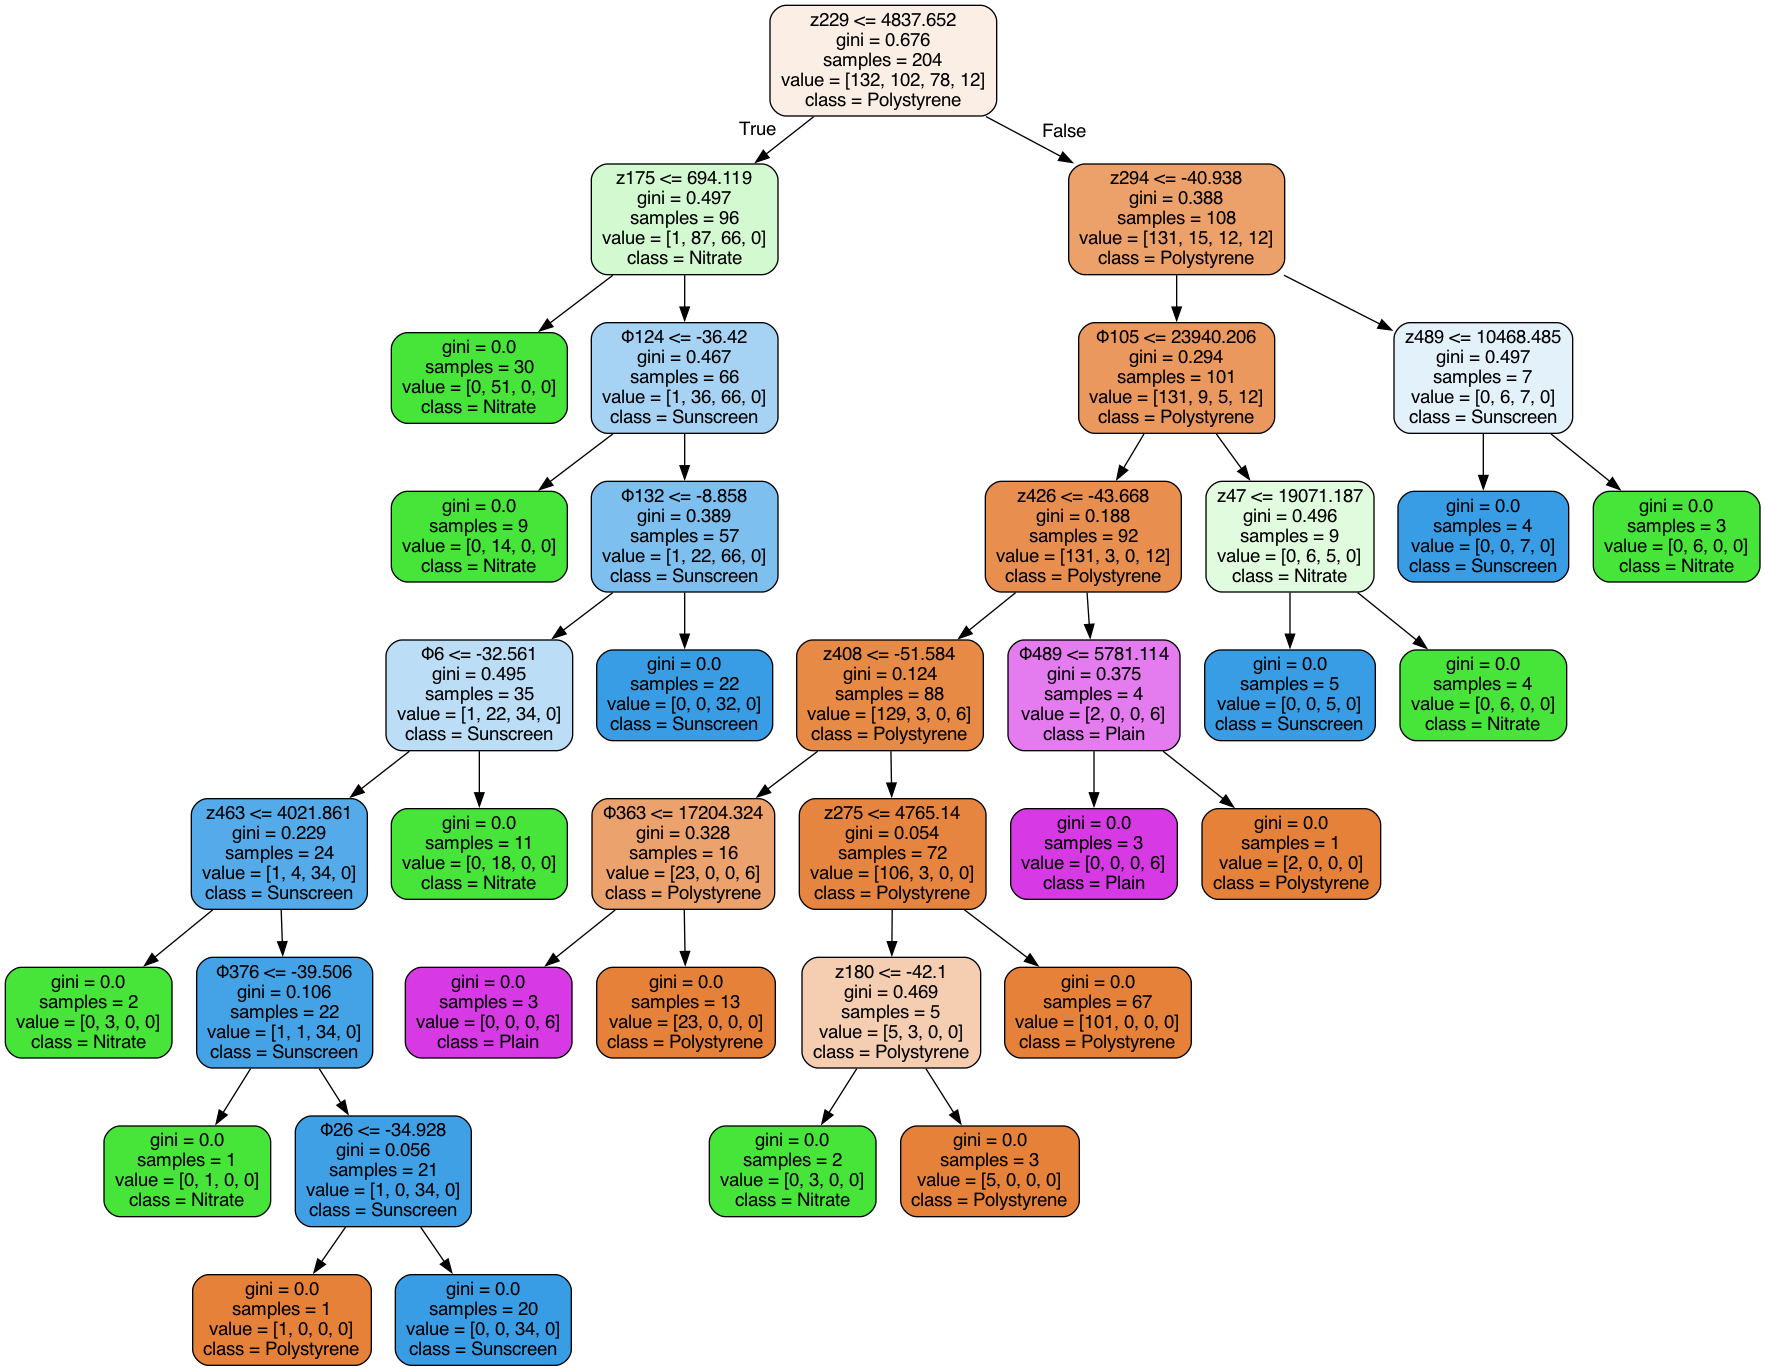 z229 <= 4837.652
gini = 0.676
samples = 204
value = [132, 102, 78, 12]
class = Polystyrene
True
False
z175 <= 694.119
gini = 0.497
samples = 96
value = [1, 87, 66, 0]
class = Nitrate
z294 <= -40.938
gini = 0.388
samples = 108
value = [131, 15, 12, 12]
class = Polystyrene
gini = 0.0
samples = 30
value = [0, 51, 0, 0]
class = Nitrate
Φ124 <= -36.42
gini = 0.467
samples = 66
value = [1, 36, 66, 0]
class = Sunscreen
Φ105 <= 23940.206
gini = 0.294
samples = 101
value = [131, 9, 5, 12]
class = Polystyrene
z489 <= 10468.485
gini = 0.497
samples = 7
value = [0, 6, 7, 0]
class = Sunscreen
gini = 0.0
samples = 9
value = [0, 14, 0, 0]
class = Nitrate
Φ132 <= -8.858
gini = 0.389
samples = 57
value = [1, 22, 66, 0]
class = Sunscreen
z426 <= -43.668
gini = 0.188
samples = 92
value = [131, 3, 0, 12]
class = Polystyrene
z47 <= 19071.187
gini = 0.496
samples = 9
value = [0, 6, 5, 0]
class = Nitrate
gini = 0.0
samples = 4
value = [0, 0, 7, 0]
class = Sunscreen
gini = 0.0
samples = 3
value = [0, 6, 0, 0]
class = Nitrate
Φ6 <= -32.561
gini = 0.495
samples = 35
value = [1, 22, 34, 0]
class = Sunscreen
gini = 0.0
samples = 22
value = [0, 0, 32, 0]
class = Sunscreen
z408 <= -51.584
gini = 0.124
samples = 88
value = [129, 3, 0, 6]
class = Polystyrene
Φ489 <= 5781.114
gini = 0.375
samples = 4
value = [2, 0, 0, 6]
class = Plain
gini = 0.0
samples = 5
value = [0, 0, 5, 0]
class = Sunscreen
gini = 0.0
samples = 4
value = [0, 6, 0, 0]
class = Nitrate
z463 <= 4021.861
gini = 0.229
samples = 24
value = [1, 4, 34, 0]
class = Sunscreen
gini = 0.0
samples = 11
value = [0, 18, 0, 0]
class = Nitrate
Φ363 <= 17204.324
gini = 0.328
samples = 16
value = [23, 0, 0, 6]
class = Polystyrene
z275 <= 4765.14
gini = 0.054
samples = 72
value = [106, 3, 0, 0]
class = Polystyrene
gini = 0.0
samples = 3
value = [0, 0, 0, 6]
class = Plain
gini = 0.0
samples = 1
value = [2, 0, 0, 0]
class = Polystyrene
gini = 0.0
samples = 2
value = [0, 3, 0, 0]
class = Nitrate
Φ376 <= -39.506
gini = 0.106
samples = 22
value = [1, 1, 34, 0]
class = Sunscreen
gini = 0.0
samples = 3
value = [0, 0, 0, 6]
class = Plain
gini = 0.0
samples = 13
value = [23, 0, 0, 0]
class = Polystyrene
z180 <= -42.1
gini = 0.469
samples = 5
value = [5, 3, 0, 0]
class = Polystyrene
gini = 0.0
samples = 67
value = [101, 0, 0, 0]
class = Polystyrene
gini = 0.0
samples = 1
value = [0, 1, 0, 0]
class = Nitrate
Φ26 <= -34.928
gini = 0.056
samples = 21
value = [1, 0, 34, 0]
class = Sunscreen
gini = 0.0
samples = 2
value = [0, 3, 0, 0]
class = Nitrate
gini = 0.0
samples = 3
value = [5, 0, 0, 0]
class = Polystyrene
gini = 0.0
samples = 1
value = [1, 0, 0, 0]
class = Polystyrene
gini = 0.0
samples = 20
value = [0, 0, 34, 0]
class = Sunscreen